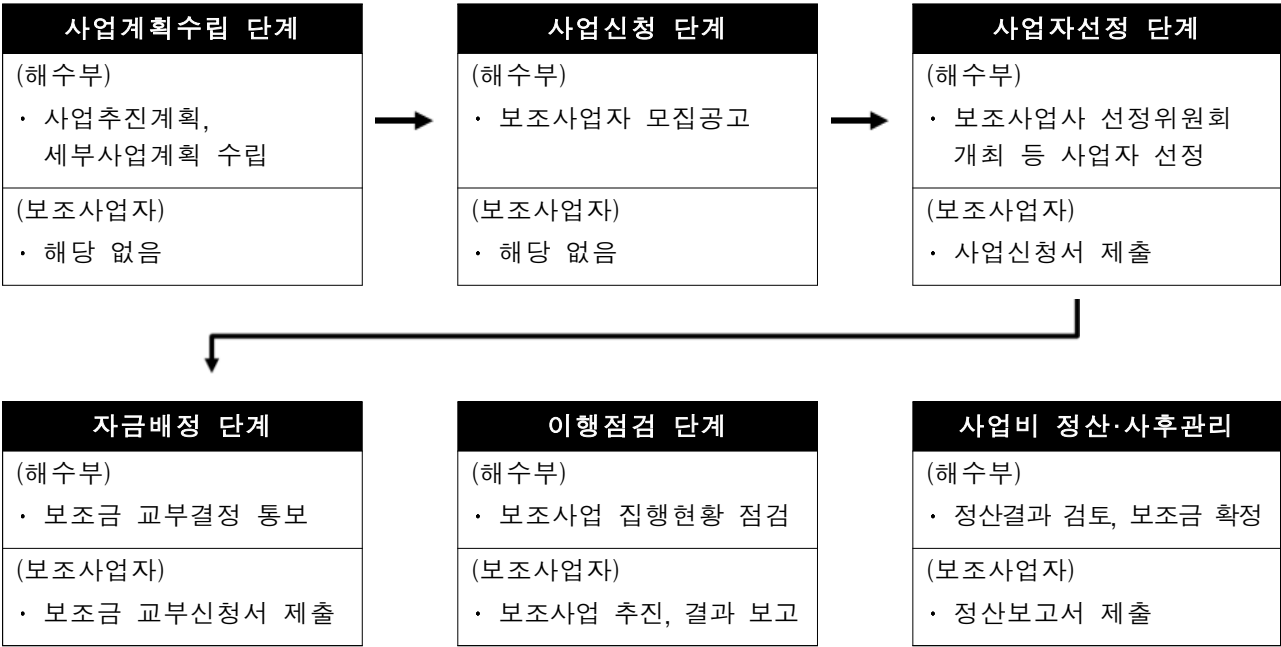 사업계획수립 단계
(해수부)
· 사업추진계획,
세부사업계획 수립
(보조사업자)
· 해당 없음
사업신청 단계
(해수부)
· 보조사업자 모집공고
(보조사업자)
· 해당 없음
사업자선정 단계
(해수부)
· 보조사업사 선정위원회
개최 등 사업자 선정
(보조사업자)
· 사업신청서 제출
자금배정 단계
(해수부)
· 보조금 교부결정 통보
(보조사업자)
· 보조금 교부신청서 제출
이행점검 단계
(해수부)
· 보조사업 집행현황 점검
(보조사업자)
· 보조사업 추진, 결과 보고
사업비 정산·사후관리
(해수부)
· 정산결과 검토, 보조금 확정
(보조사업자)
· 정산보고서 제출